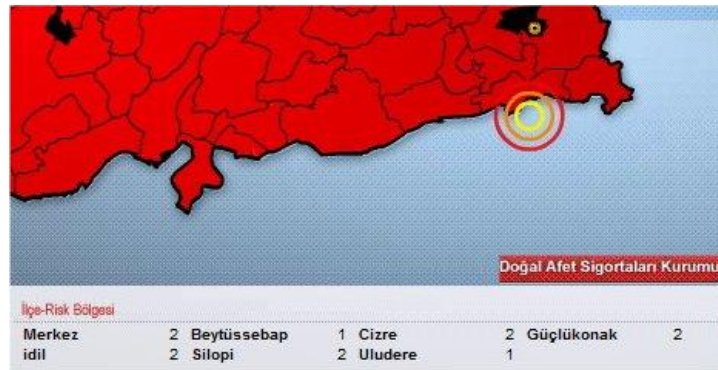 Doğal Afet Sigortaları Kurumu
İlçe-Risk Bölgesi
Merkez 2 Beytüssebap 1 Cizre 2 Güçlükonak 2
idil 2 Silopi 2 Uludere 1